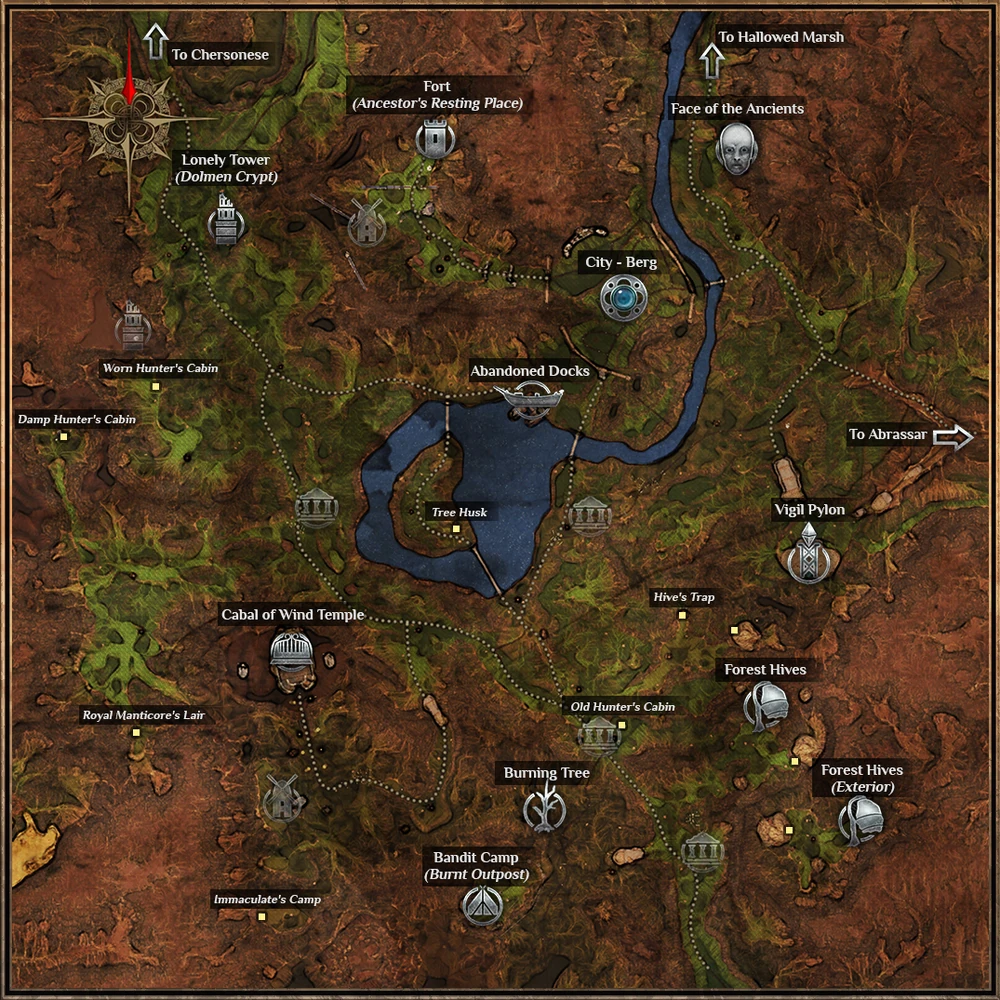 To Hallowed Marsh
To Chersonese
Fort
(Ancestor's Resting Place)
Face of the Ancients
Lonely Tower
(Dolmen Crypt)
City - Berg
Worn Hunter's Cabin
Abandoned Docks
Damp Hunter's Cabin
To Abrassar
Tree Husk
Vigil Pylon
Hive's Trap
Cabal of Wind Temple
Forest Hives
Old Hunter's Cabin
Royal Manticore's Lair
Burning Tree
Forest Hives
(Exterior)
Bandit Camp
(Burnt Outpost)
Immaculate's Camp